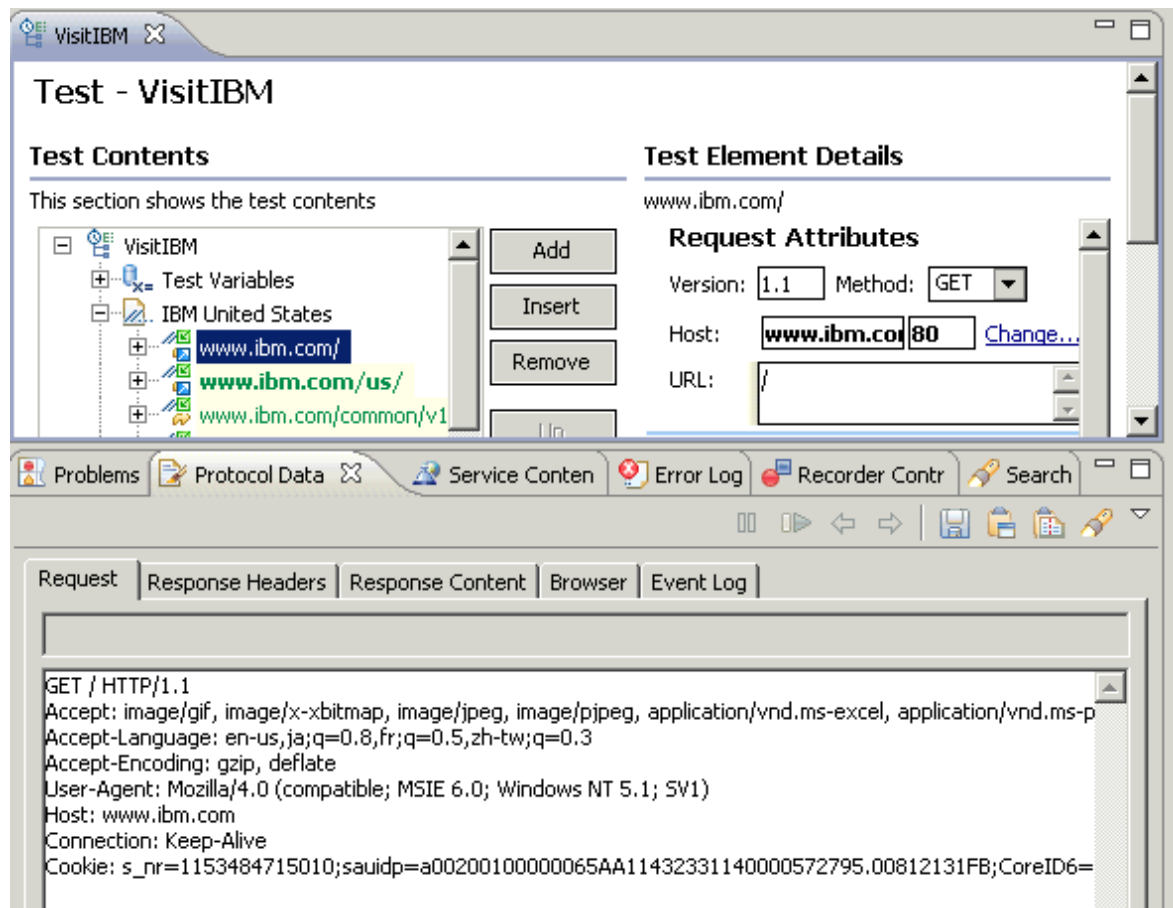 VisitIBM
Test - VisitIBM
Test Contents
This section shows the test contents
VisitIBM
Test Variables
IBM United States
www.ibm.com/
www.ibm.com/us/
www.ibm.com/common/v1
Add
Insert
Remove
Up
Test Element Details
www.ibm.com/
Request Attributes
Version: 1.1 Method: GET
Host: www.ibm.co 80 Change...
URL: /
Problems Protocol Data Service Conten Error Log Recorder Contr Search
Request Response Headers Response Content Browser Event Log
GET / HTTP/1.1
Accept: image/gif, image/x-xbitmap, image/jpeg, image/pjpeg, application/vnd.ms-excel, application/vnd.ms-p
Accept-Language: en-us,ja;q=0.8,fr;q=0.5,zh-tw;q=0.3
Accept-Encoding: gzip, deflate
User-Agent: Mozilla/4.0 (compatible; MSIE 6.0; Windows NT 5.1; SV1)
Host: www.ibm.com
Connection: Keep-Alive
Cookie: s_nr=1153484715010;sauidp=a00200100000065AA11432331140000572795.00812131FB;CoreID6=